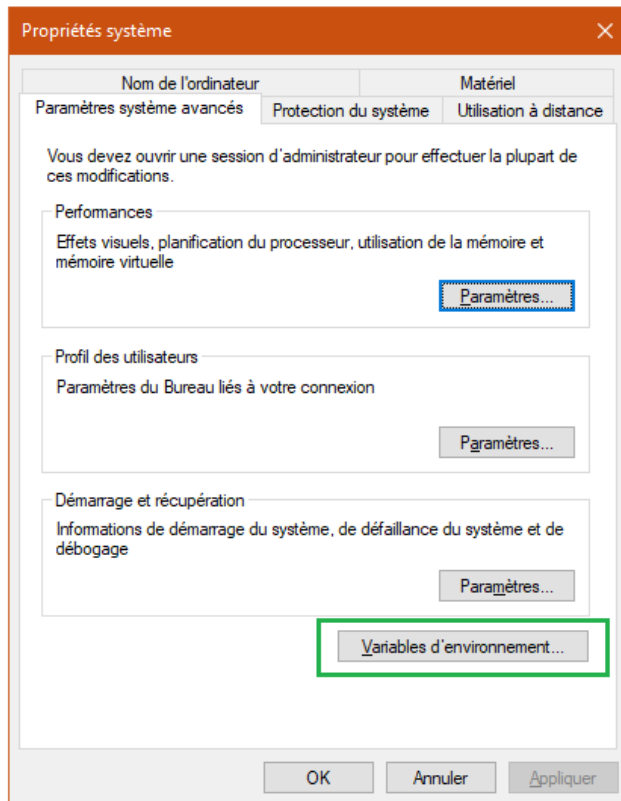 Propriétés système
Nom de l'ordinateur
Matériel
Paramètres système avancés
Protection du système
Utilisation à distance
Vous devez ouvrir une session d'administrateur pour effectuer la plupart de
ces modifications.
Performances
Effets visuels, planification du processeur, utilisation de la mémoire et
mémoire virtuelle
Paramètres...
Profil des utilisateurs
Paramètres du Bureau liés à votre connexion
Paramètres...
Démarrage et récupération
Informations de démarrage du système, de défaillance du système et de
débogage
Paramètres...
Variables d'environnement...
OK
Annuler
Appliquer